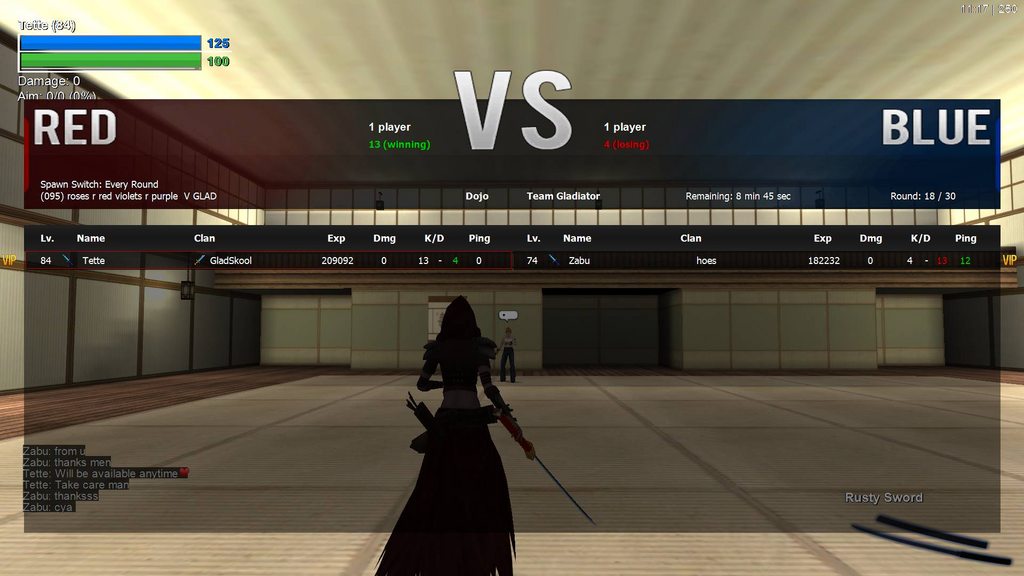 Tette (84)
11:17 | 250
125
100
Damage: 0
Aim: 0/0 (0%)
VS
RED
BLUE
1 player
1 player
13 (winning)
4 (losing)
Spawn Switch: Every Round
(095) roses r red violets r purple V GLAD
Dojo
Team Gladiator
Remaining: 8 min 45 sec
Round: 18 / 30
Lv. Name Clan Exp Dmg K/D Ping Lv. Name Clan Exp Dmg K/D Ping
VIP 84 Tette GladSkool 209092 0 13 - 4 0 74 Zabu hoes 182232 0 4 - 13 12 VIP
Zabu: from u
Zabu: thanks men
Tette: Will be available anytime
Tette: Take care man
Zabu: thanksss
Zabu: cya
Rusty Sword